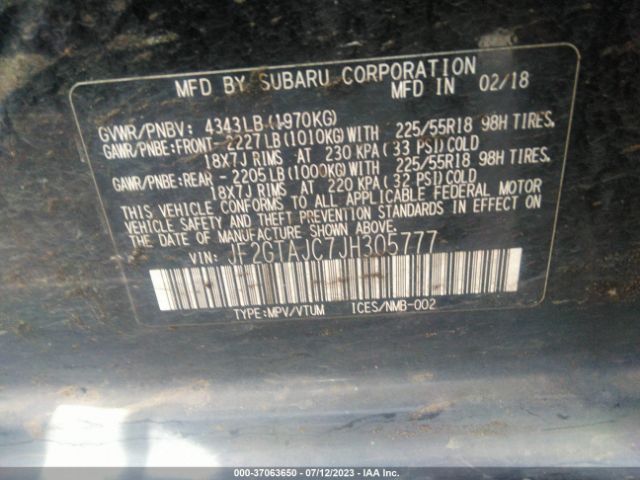 MFD BY SUBARU CORPORATION
MFD IN 02/18
GVWR/PNBV: 4343LB (1970KG)
GAWR/PNBE:FRONT- 2227LB(1010KG)WITH 225/55R18 98H TIRES,
18X7J RIMS AT 230 KPA(33 PSI)COLD
GAWR/PNBE:REAR - 2205LB(1000KG)WITH 225/55R18 98H TIRES,
18X7J RIMS AT 220 KPA(32 PSI)COLD
THIS VEHICLE CONFORMS TO ALL APPLICABLE FEDERAL MOTOR
VEHICLE SAFETY AND THEFT PREVENTION STANDARDS IN EFFECT ON
THE DATE OF MANUFACTURE SHOWN ABOVE.
VIN: JF2GTAJC7JH305777
TYPE:MPV/VTUM ICES/NMB-002
000-37063650 - 07/12/2023 - IAA Inc.